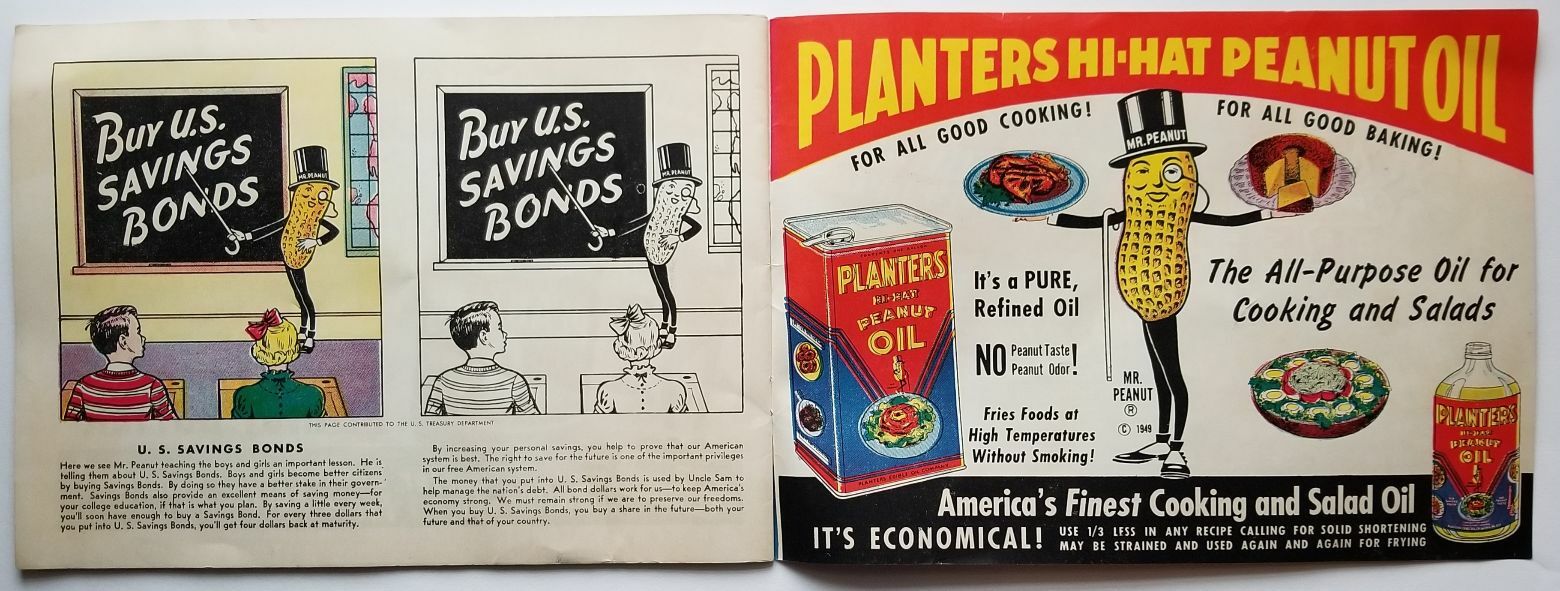 BUY U.S.
SAVINGS
BONDS
MR. PEANUT
BUY U.S.
SAVINGS
BONDS
MR. PEANUT
THIS PAGE CONTRIBUTED TO THE U. S. TREASURY DEPARTMENT
U. S. SAVINGS BONDS
Here we see Mr. Peanut teaching the boys and girls an important lesson. He is
telling them about U. S. Savings Bonds. Boys and girls become better citizens
by buying Savings Bonds. By doing so they have a better stake in their govern-
ment. Savings Bonds also provide an excellent means of saving money—for
your college education, if that is what you plan. By saving a little every week,
you'll soon have enough to buy a Savings Bond. For every three dollars that
you put into U. S. Savings Bonds, you'll get four dollars back at maturity.
By increasing your personal savings, you help to prove that our American
system is best. The right to save for the future is one of the important privileges
in our free American system.
The money that you put into U. S. Savings Bonds is used by Uncle Sam to
help manage the nation's debt. All bond dollars work for us—to keep America's
economy strong. We must remain strong if we are to preserve our freedoms.
When you buy U. S. Savings Bonds, you buy a share in the future—both your
future and that of your country.
PLANTERS HI-HAT PEANUT OIL
FOR ALL GOOD COOKING!
FOR ALL GOOD BAKING!
MR. PEANUT
PLANTERS
HI-HAT
PEANUT
OIL
PLANTERS EDIBLE OIL COMPANY
It's a PURE,
Refined Oil
NO Peanut Taste
Peanut Odor!
Fries Foods at
High Temperatures
Without Smoking!
MR.
PEANUT
®
© 1949
The All-Purpose Oil for
Cooking and Salads
PLANTERS
HI-HAT
PEANUT
OIL
America's Finest Cooking and Salad Oil
IT'S ECONOMICAL!
USE 1/3 LESS IN ANY RECIPE CALLING FOR SOLID SHORTENING
MAY BE STRAINED AND USED AGAIN AND AGAIN FOR FRYING